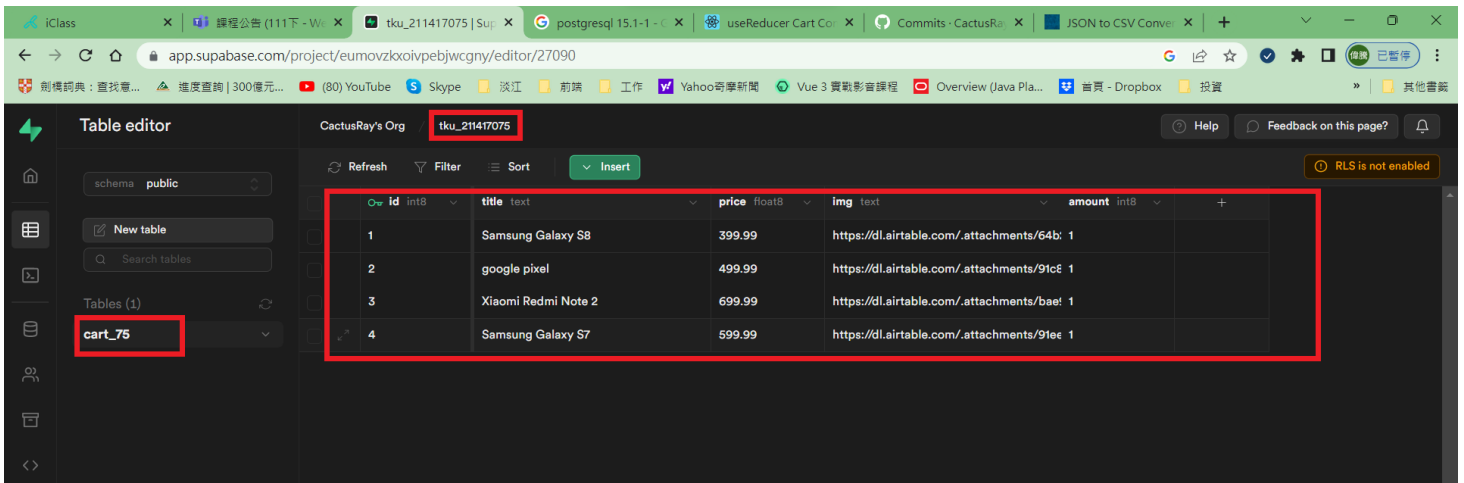 iClass
課程公告 (111下 - We
tku_211417075 | Sup
postgresql 15.1-1 - C
useReducer Cart Con
Commits · CactusRay
JSON to CSV Conver
app.supabase.com/project/eumovzkxoivpebjwcgny/editor/27090
已暫停
劍橋詞典：查找意...
進度查詢 | 300億元...
(80) YouTube
Skype
淡江
前端
工作
Yahoo奇摩新聞
Vue 3 實戰影音課程
Overview (Java Pla...
首頁 - Dropbox
投資
»
其他書籤
Table editor
CactusRay's Org / tku_211417075
Help
Feedback on this page?
Refresh Filter Sort Insert
RLS is not enabled
schema public
New table
Search tables
Tables (1)
cart_75
id int8 title text price float8 img text amount int8 +
1 Samsung Galaxy S8 399.99 https://dl.airtable.com/.attachments/64b: 1
2 google pixel 499.99 https://dl.airtable.com/.attachments/91c8 1
3 Xiaomi Redmi Note 2 699.99 https://dl.airtable.com/.attachments/bae! 1
4 Samsung Galaxy S7 599.99 https://dl.airtable.com/.attachments/91ee 1